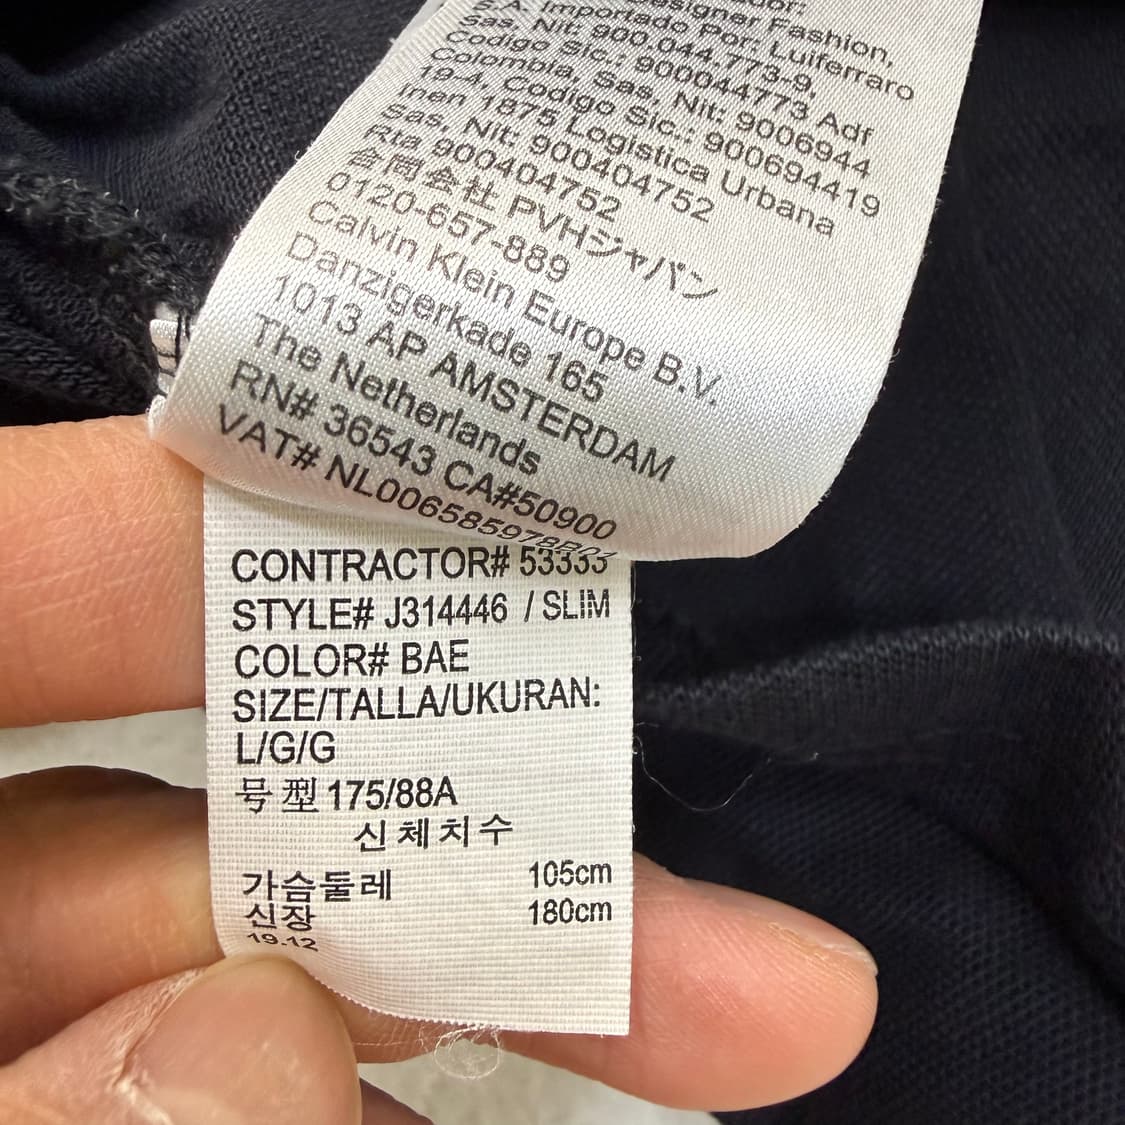 Designer Fashion,
S.A. Importado Por: Luiferraro
Sas, Nit: 900.044.773-9,
Codigo Sic.: 900044773 Adf
Colombia, Sas, Nit: 9006944
19-4, Codigo Sic.: 900694419
Inen 1875 Logistica Urbana
Sas, Nit: 900404752
Rta 900404752
合同会社 PVHジャパン
0120-657-889
Calvin Klein Europe B.V.
Danzigerkade 165
1013 AP AMSTERDAM
The Netherlands
RN# 36543 CA#50900
VAT# NL006585978B01
CONTRACTOR# 53333
STYLE# J314446 / SLIM
COLOR# BAE
SIZE/TALLA/UKURAN:
L/G/G
号型 175/88A
신체치수
가슴둘레 105cm
신장 180cm
19.12